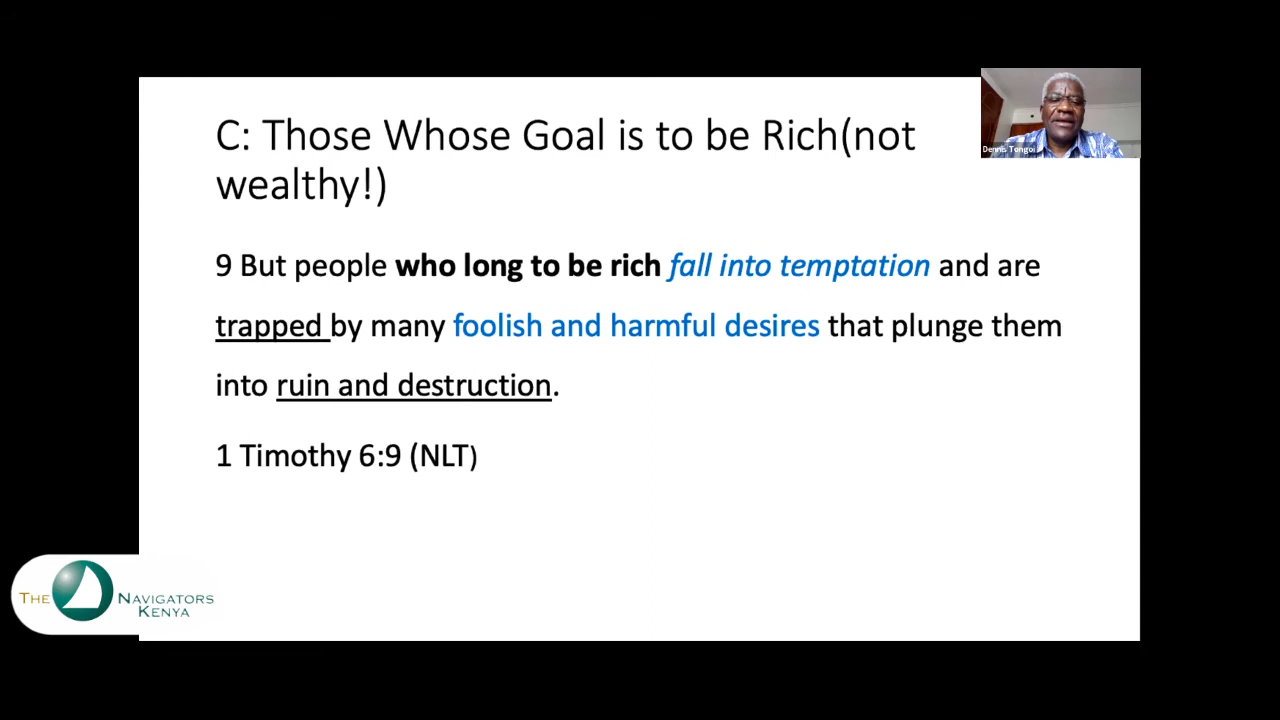 C: Those Whose Goal is to be Rich(not
wealthy!)
Dennis Tongoi
9 But people who long to be rich fall into temptation and are
trapped by many foolish and harmful desires that plunge them
into ruin and destruction.
1 Timothy 6:9 (NLT)
THE NAVIGATORS
KENYA